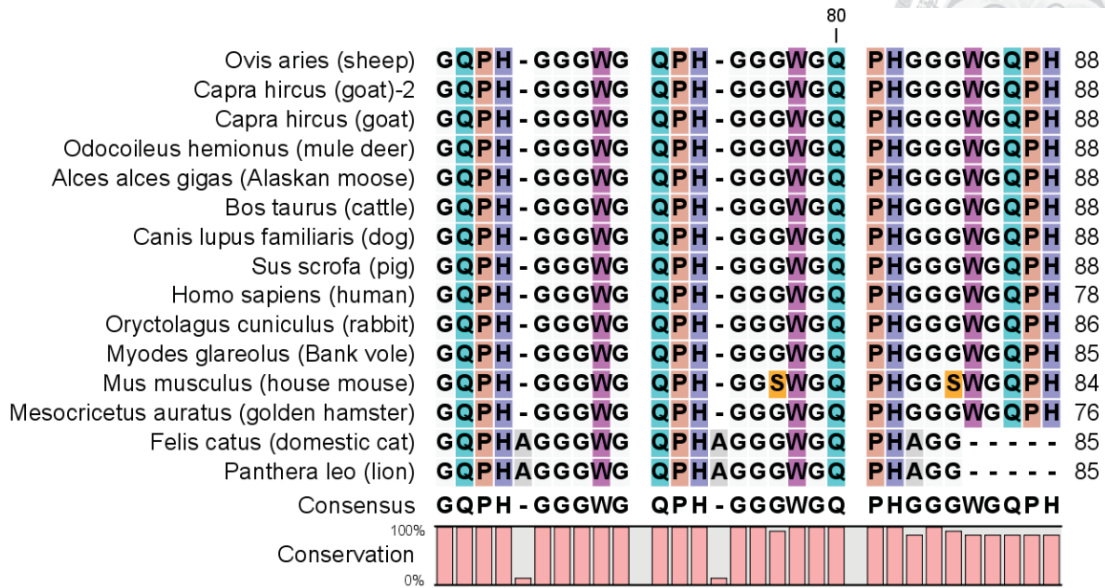 80
Ovis aries (sheep) GQPH-GGGWG QPH-GGGWGQ PHGGGWGQPH 88
Capra hircus (goat)-2 GQPH-GGGWG QPH-GGGWGQ PHGGGWGQPH 88
Capra hircus (goat) GQPH-GGGWG QPH-GGGWGQ PHGGGWGQPH 88
Odocoileus hemionus (mule deer) GQPH-GGGWG QPH-GGGWGQ PHGGGWGQPH 88
Alces alces gigas (Alaskan moose) GQPH-GGGWG QPH-GGGWGQ PHGGGWGQPH 88
Bos taurus (cattle) GQPH-GGGWG QPH-GGGWGQ PHGGGWGQPH 88
Canis lupus familiaris (dog) GQPH-GGGWG QPH-GGGWGQ PHGGGWGQPH 88
Sus scrofa (pig) GQPH-GGGWG QPH-GGGWGQ PHGGGWGQPH 88
Homo sapiens (human) GQPH-GGGWG QPH-GGGWGQ PHGGGWGQPH 78
Oryctolagus cuniculus (rabbit) GQPH-GGGWG QPH-GGGWGQ PHGGGWGQPH 86
Myodes glareolus (Bank vole) GQPH-GGGWG QPH-GGGWGQ PHGGGWGQPH 85
Mus musculus (house mouse) GQPH-GGGWG QPH-GGSWGQ PHGGSWGQPH 84
Mesocricetus auratus (golden hamster) GQPH-GGGWG QPH-GGGWGQ PHGGGWGQPH 76
Felis catus (domestic cat) GQPHAGGGWG QPHAGGGWGQ PHAGG----- 85
Panthera leo (lion) GQPHAGGGWG QPHAGGGWGQ PHAGG----- 85
Consensus GQPH-GGGWG QPH-GGGWGQ PHGGGWGQPH
100%
Conservation
0%